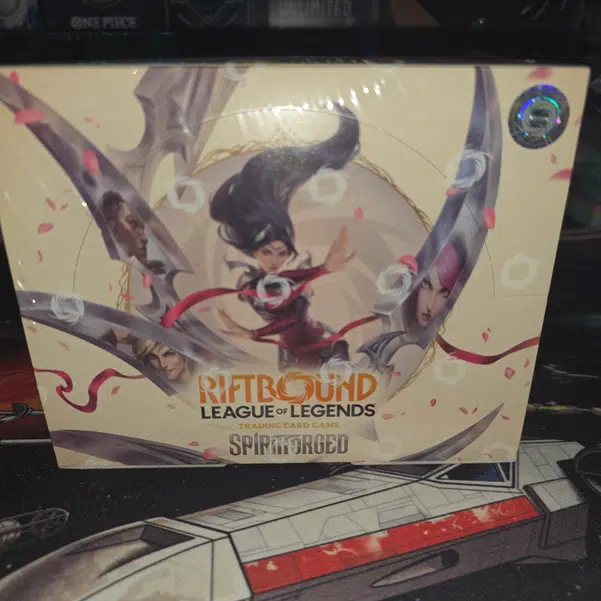 ONE PIECE
UNLIMITED
RIFTBOUND
LEAGUE OF LEGENDS
TRADING CARD GAME
SPIRITFORGED